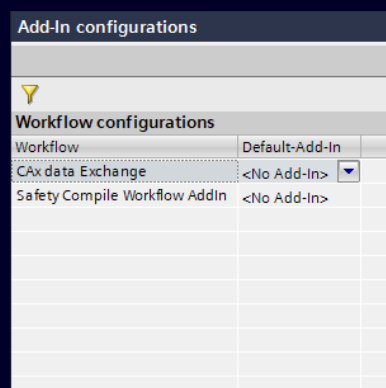 Add-In configurations
Workflow configurations
Workflow Default-Add-In
CAx data Exchange <No Add-In>
Safety Compile Workflow AddIn <No Add-In>